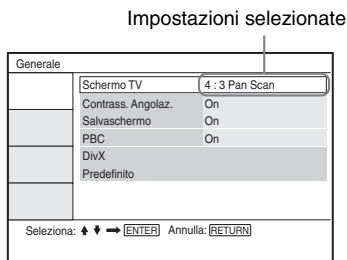 Impostazioni selezionate
Generale
Schermo TV 4 : 3 Pan Scan
Contrass. Angolaz. On
Salvaschermo On
PBC On
DivX
Predefinito
Seleziona: ENTER Annulla: RETURN